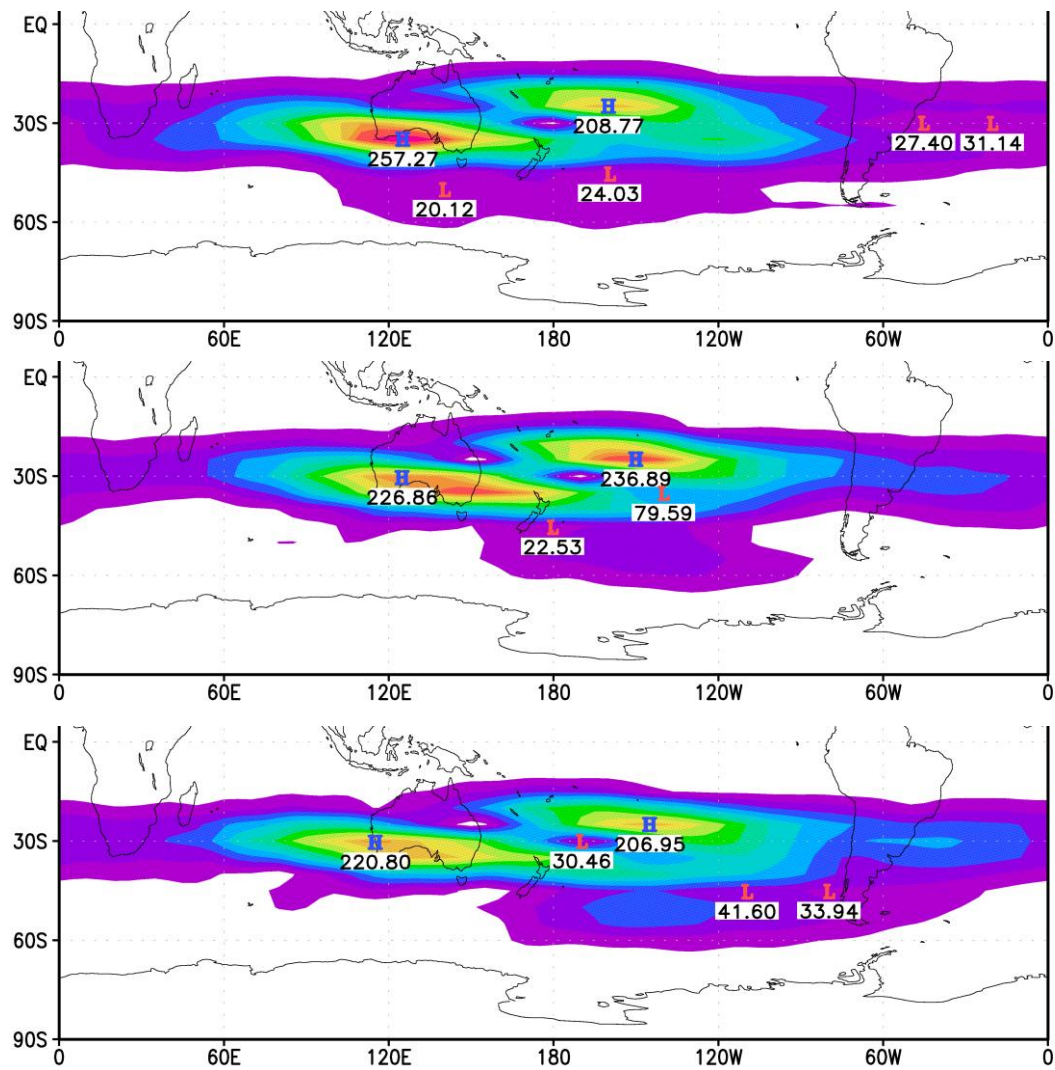 EQ
H
208.77
30S
H
257.27
L
27.40
L
31.14
L
20.12
L
24.03
60S
90S
0 60E 120E 180 120W 60W 0
EQ
H
236.89
30S
H
226.86
L
79.59
L
22.53
60S
90S
0 60E 120E 180 120W 60W 0
EQ
H
206.95
30S
H
220.80
L
30.46
L
41.60
L
33.94
60S
90S
0 60E 120E 180 120W 60W 0